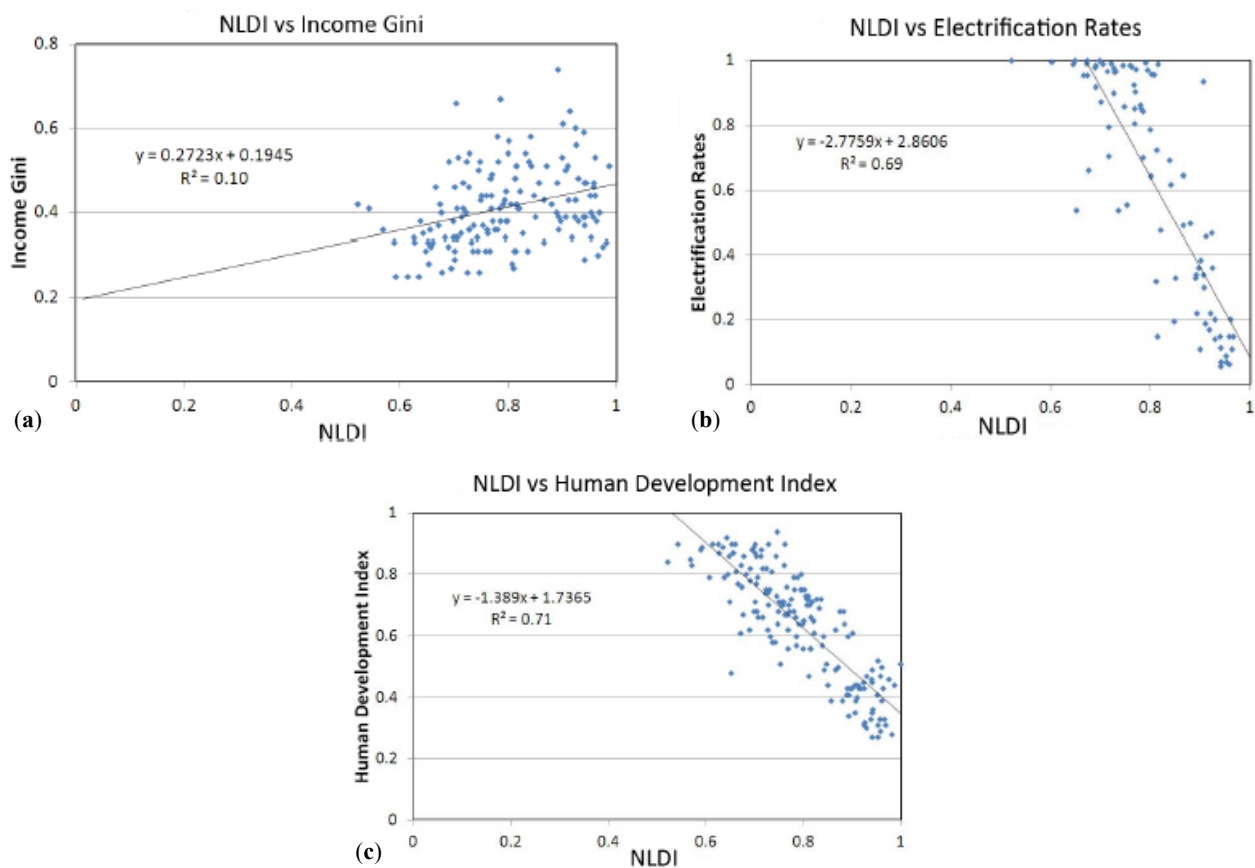 NLDI vs Income Gini
0.8
0.6
0.4
0.2
0
y = 0.2723x + 0.1945
R² = 0.10
Income Gini
0 0.2 0.4 0.6 0.8 1
NLDI
(a)
NLDI vs Electrification Rates
1
0.8
0.6
0.4
0.2
0
y = -2.7759x + 2.8606
R² = 0.69
Electrification Rates
0 0.2 0.4 0.6 0.8 1
NLDI
(b)
NLDI vs Human Development Index
1
0.8
0.6
0.4
0.2
0
y = -1.389x + 1.7365
R² = 0.71
Human Development Index
0 0.2 0.4 0.6 0.8 1
NLDI
(c)